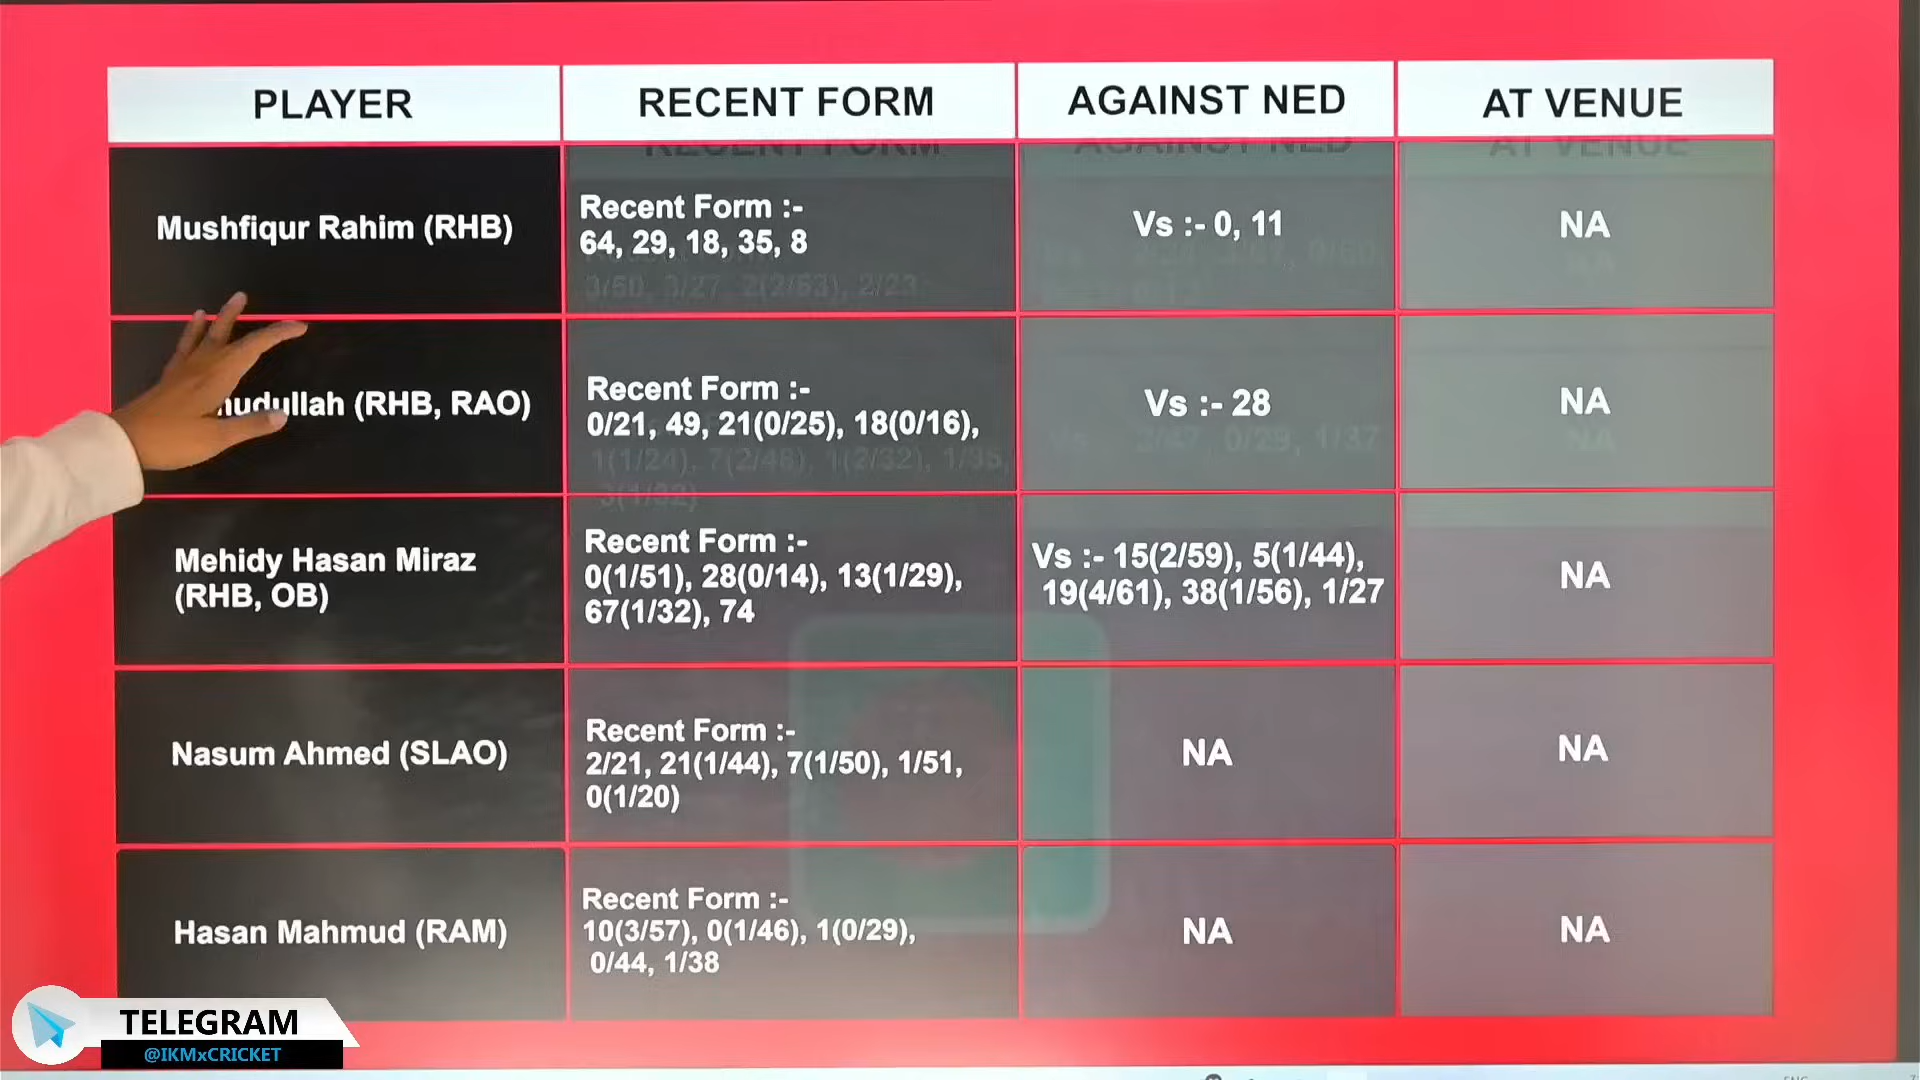 PLAYER
RECENT FORM
AGAINST NED
AT VENUE
Mushfiqur Rahim (RHB)
Recent Form :-
64, 29, 18, 35, 8
Vs :- 0, 11
NA
(RHB, RAO)
Recent Form :-
0/21, 49, 21(0/25), 18(0/16),
Vs :- 28
NA
Mehidy Hasan Miraz
(RHB, OB)
Recent Form :-
0(1/51), 28(0/14), 13(1/29),
67(1/32), 74
Vs :- 15(2/59), 5(1/44),
19(4/61), 38(1/56), 1/27
NA
Nasum Ahmed (SLAO)
Recent Form :-
2/21, 21(1/44), 7(1/50), 1/51,
0(1/20)
NA
NA
Hasan Mahmud (RAM)
Recent Form :-
10(3/57), 0(1/46), 1(0/29),
0/44, 1/38
NA
NA
TELEGRAM
@IKMxCRICKET